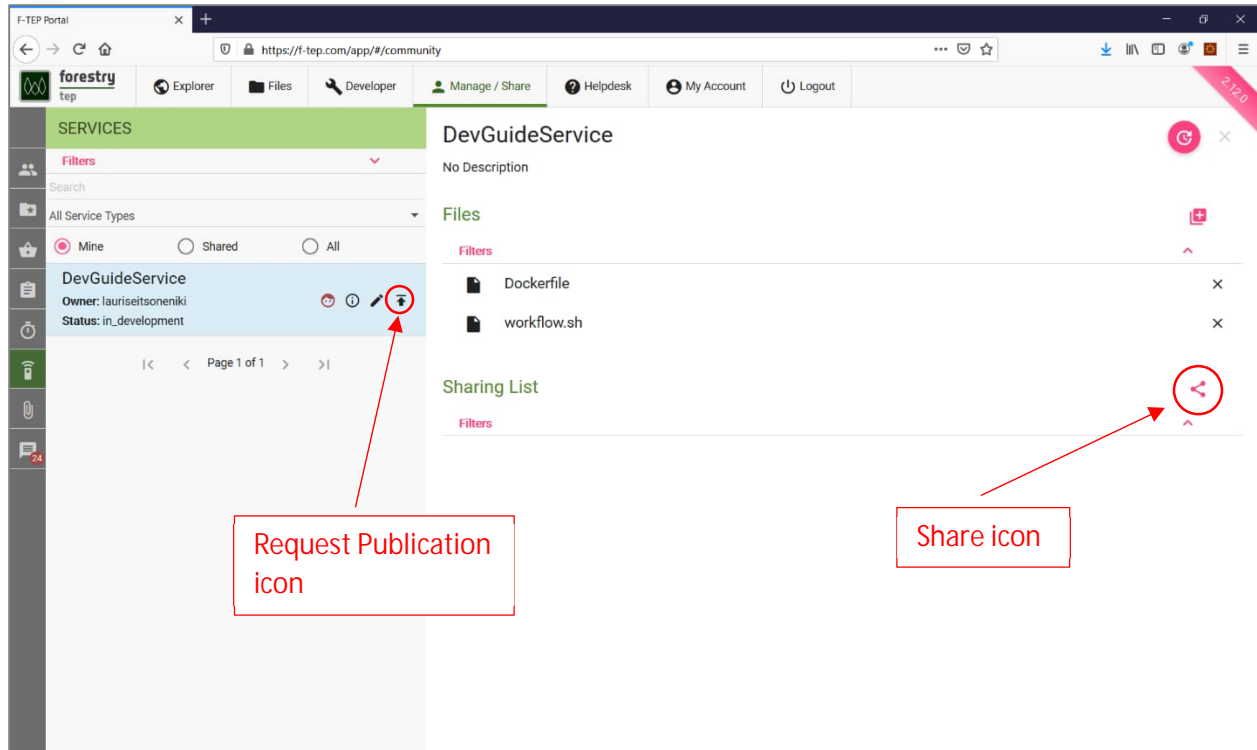 F-TEP Portal
https://f-tep.com/app/#/community
forestry
tep
Explorer
Files
Developer
Manage / Share
Helpdesk
My Account
Logout
2.12.0
SERVICES
Filters
Search
All Service Types
Mine
Shared
All
DevGuideService
Owner: lauriseitsoneniki
Status: in_development
Page 1 of 1
24
DevGuideService
No Description
Files
Filters
Dockerfile
workflow.sh
Sharing List
Filters
Request Publication
icon
Share icon